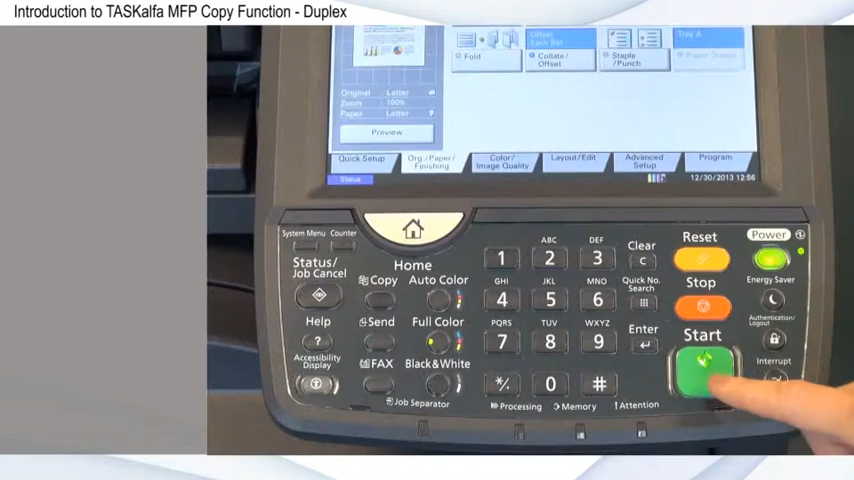 Introduction to TASKalfa MFP Copy Function - Duplex
Offset
Each Set
Tray A
Fold
Collate/
Offset
Staple
/Punch
Original : Letter
Zoom : 100%
Paper : Letter
Preview
Quick Setup
Org./Paper/
Finishing
Color/
Image Quality
Layout/Edit
Advanced
Setup
Program
Status
12/30/2013 12:56
System Menu
Counter
Status/
Job Cancel
Help
?
Accessibility
Display
Home
Copy
Send
FAX
Auto Color
Full Color
Black&White
Job Separator
1
ABC
2
DEF
3
GHI
4
JKL
5
MNO
6
PQRS
7
TUV
8
WXYZ
9
*/.
0
#
Processing
Memory
Attention
Clear
C
Quick No.
Search
Enter
Reset
Stop
Start
Power
Energy Saver
Authentication/
Logout
Interrupt